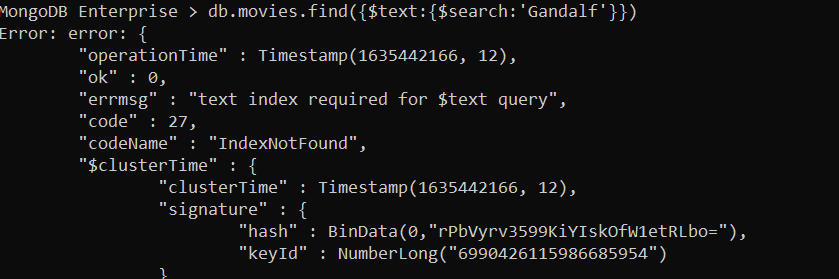 MongoDB Enterprise > db.movies.find({$text:{$search:'Gandalf'}})
Error: error: {
        "operationTime" : Timestamp(1635442166, 12),
        "ok" : 0,
        "errmsg" : "text index required for $text query",
        "code" : 27,
        "codeName" : "IndexNotFound",
        "$clusterTime" : {
                "clusterTime" : Timestamp(1635442166, 12),
                "signature" : {
                        "hash" : BinData(0,"rPbVyrv3599KiYIskOfW1etRLbo="),
                        "keyId" : NumberLong("6990426115986685954")
                }